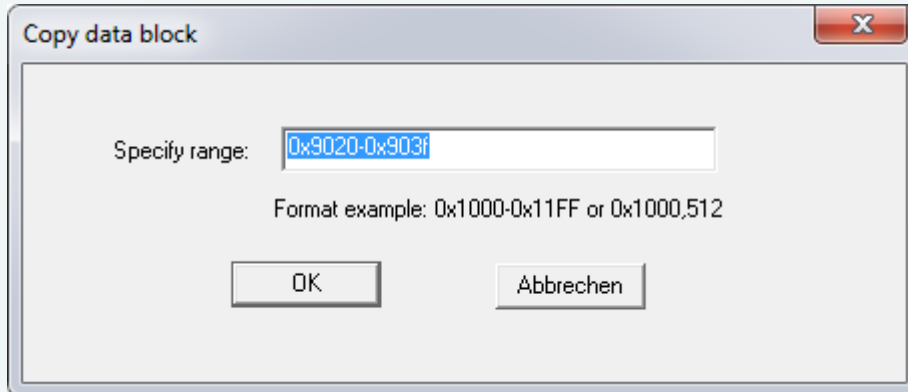 Copy data block
Specify range: 0x9020-0x903f
Format example: 0x1000-0x11FF or 0x1000,512
OK Abbrechen